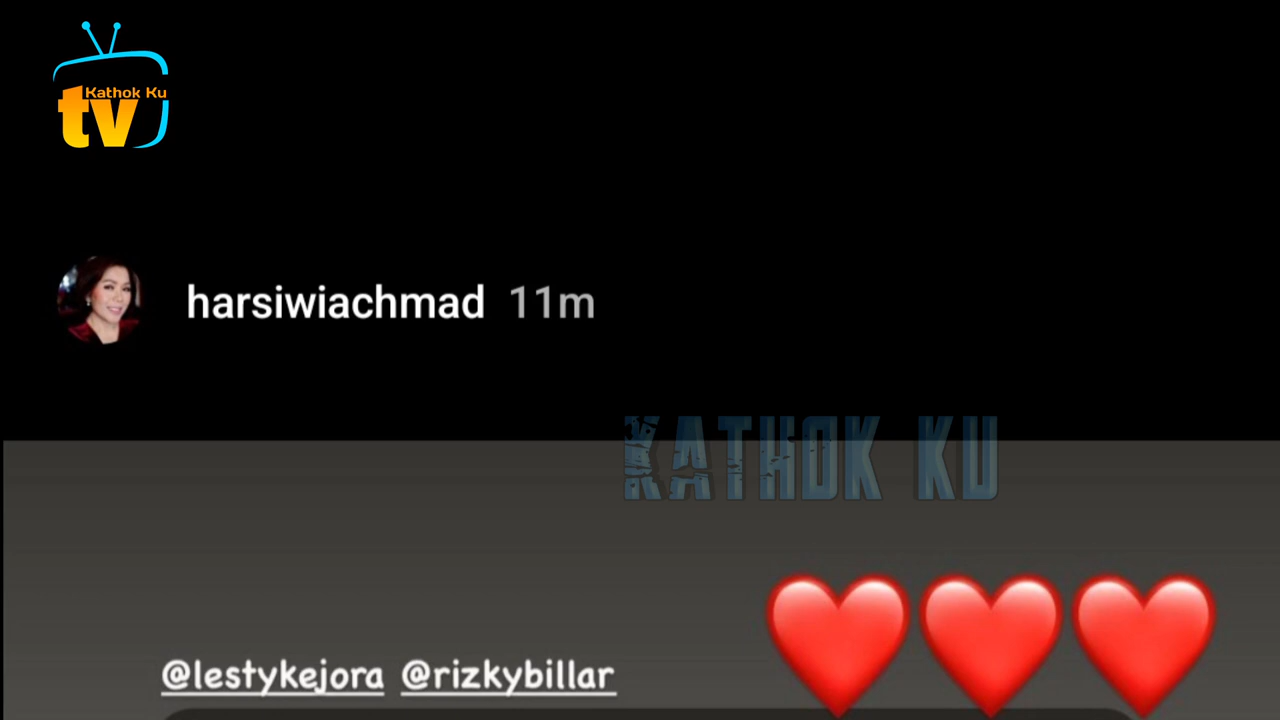 Kathok Ku
tv
harsiwiachmad 11m
KATHOK KU
@lestykejora @rizkybillar